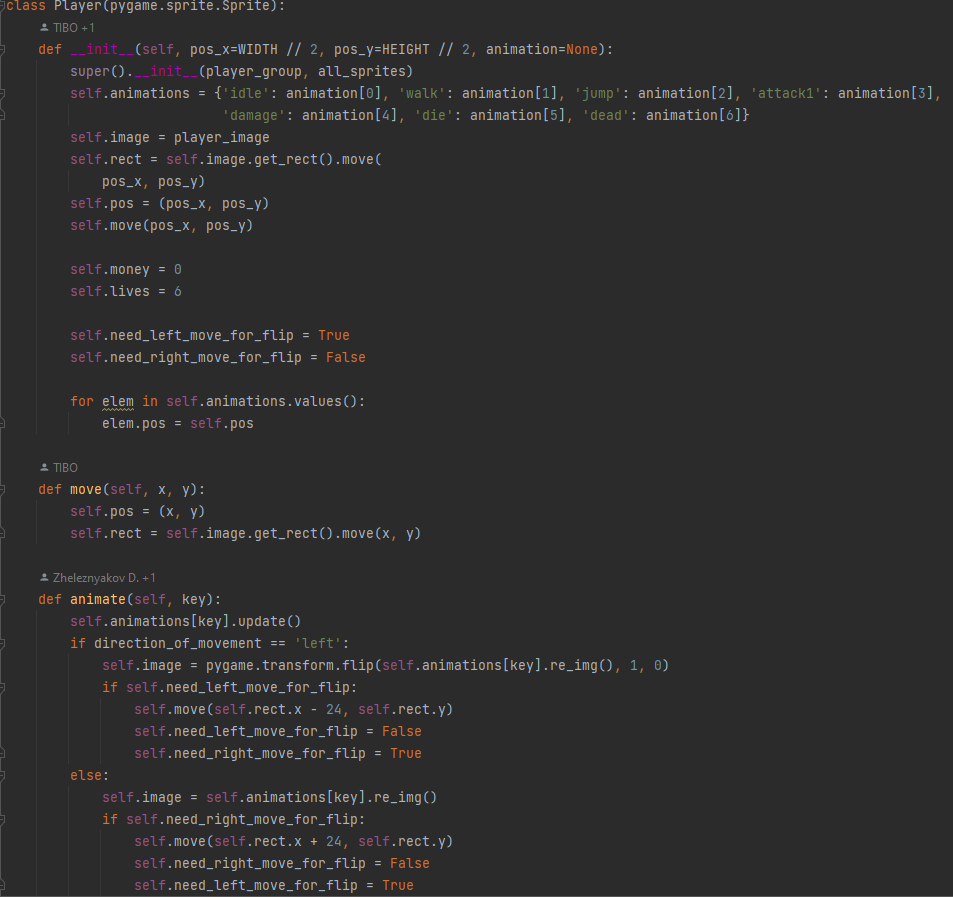 class Player(pygame.sprite.Sprite):
TIBO +1
def __init__(self, pos_x=WIDTH // 2, pos_y=HEIGHT // 2, animation=None):
super().__init__(player_group, all_sprites)
self.animations = {'idle': animation[0], 'walk': animation[1], 'jump': animation[2], 'attack1': animation[3],
'damage': animation[4], 'die': animation[5], 'dead': animation[6]}
self.image = player_image
self.rect = self.image.get_rect().move(
pos_x, pos_y)
self.pos = (pos_x, pos_y)
self.move(pos_x, pos_y)
self.money = 0
self.lives = 6
self.need_left_move_for_flip = True
self.need_right_move_for_flip = False
for elem in self.animations.values():
elem.pos = self.pos
TIBO
def move(self, x, y):
self.pos = (x, y)
self.rect = self.image.get_rect().move(x, y)
Zheleznyakov D. +1
def animate(self, key):
self.animations[key].update()
if direction_of_movement == 'left':
self.image = pygame.transform.flip(self.animations[key].re_img(), 1, 0)
if self.need_left_move_for_flip:
self.move(self.rect.x - 24, self.rect.y)
self.need_left_move_for_flip = False
self.need_right_move_for_flip = True
else:
self.image = self.animations[key].re_img()
if self.need_right_move_for_flip:
self.move(self.rect.x + 24, self.rect.y)
self.need_right_move_for_flip = False
self.need_left_move_for_flip = True